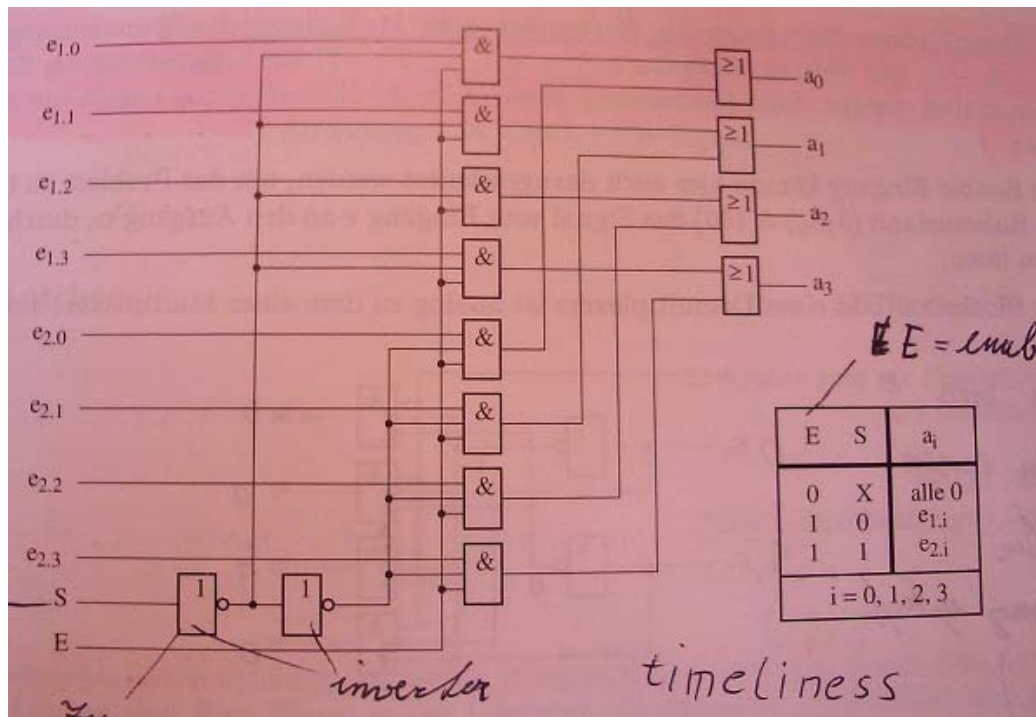 e1.0
&
≥1
a0
e1.1
&
≥1
a1
e1.2
&
≥1
a2
e1.3
&
≥1
a3
e2.0
&
E = enub
e2.1
&
E S ai
0 X alle 0
1 0 e1.i
1 1 e2.i
i = 0, 1, 2, 3
e2.2
&
e2.3
&
S
1
1
E
inverter
timeliness